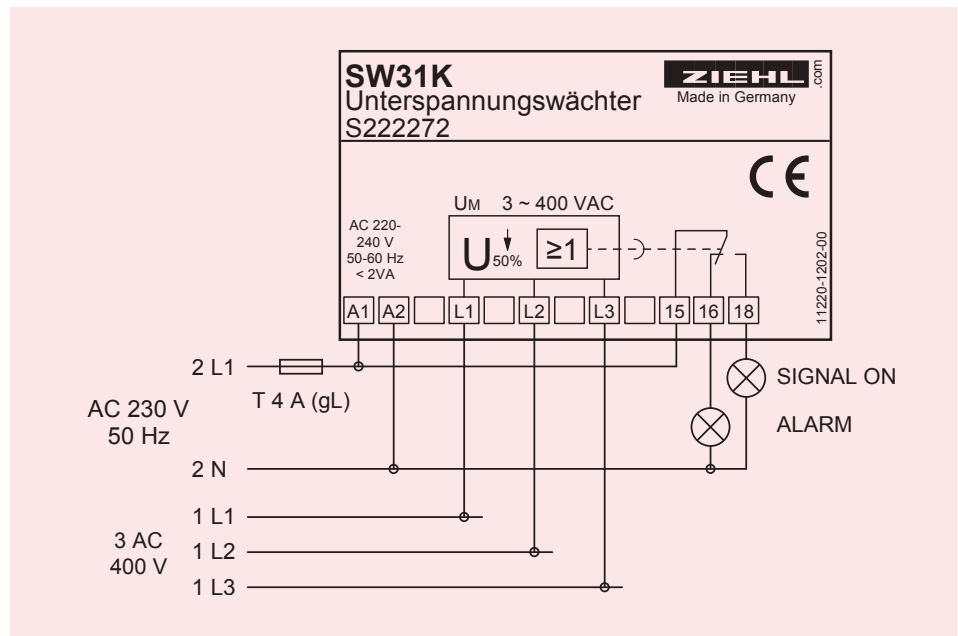 SW31K
Unterspannungswächter
S222272
ZIEHL
.com
Made in Germany
CE
UM 3 ~ 400 VAC
AC 220-
240 V
50-60 Hz
< 2VA
U 50% ≥1
11220-1202-00
A1 A2 L1 L2 L3 15 16 18
2 L1
T 4 A (gL)
SIGNAL ON
AC 230 V
50 Hz
ALARM
2 N
1 L1
3 AC
400 V
1 L2
1 L3